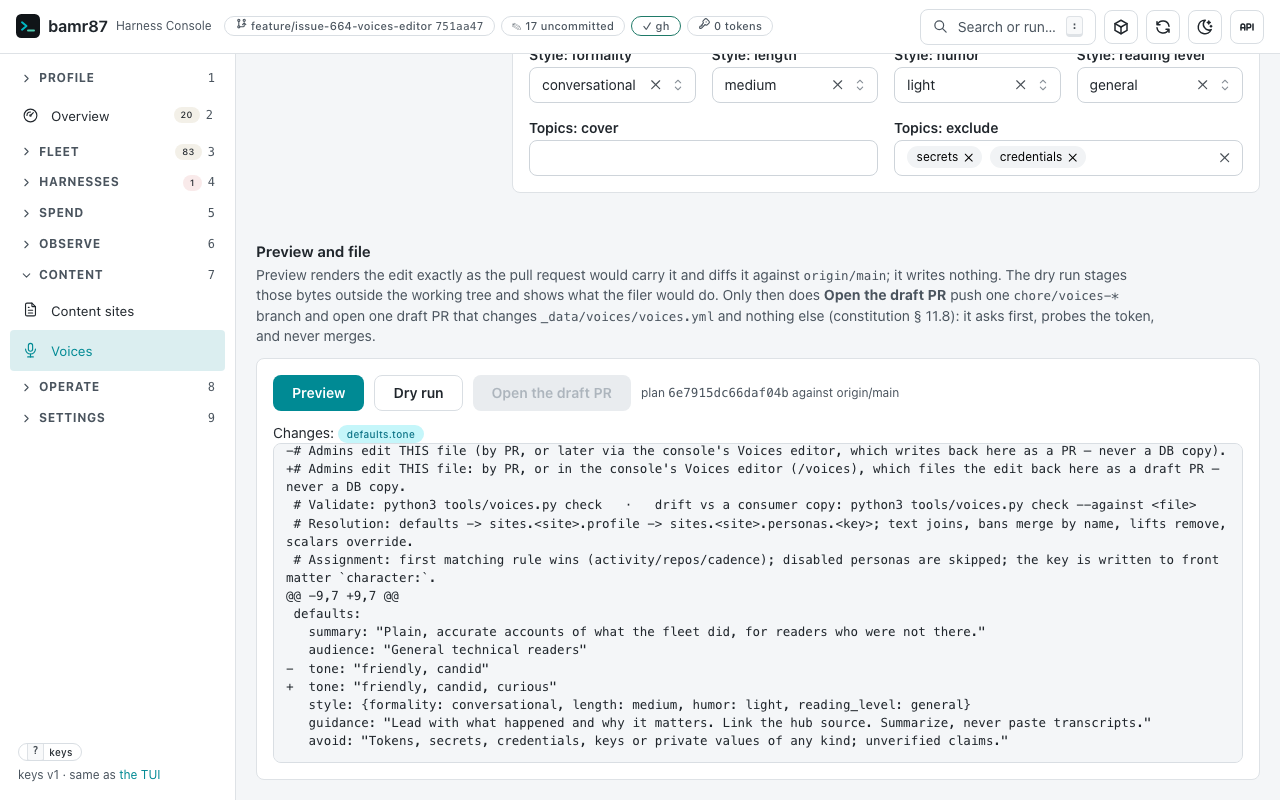 bamr87 Harness Console feature/issue-664-voices-editor 751aa47 17 uncommitted ✓ gh 0 tokens Search or run... : API
PROFILE 1
Overview 20 2
FLEET 83 3
HARNESSES 1 4
SPEND 5
OBSERVE 6
CONTENT 7
Content sites
Voices
OPERATE 8
SETTINGS 9
? keys
keys v1 · same as the TUI
Style: formality Style: length Style: humor Style: reading level
conversational medium light general
Topics: cover Topics: exclude
secrets credentials
Preview and file
Preview renders the edit exactly as the pull request would carry it and diffs it against origin/main; it writes nothing. The dry run stages
those bytes outside the working tree and shows what the filer would do. Only then does Open the draft PR push one chore/voices-*
branch and open one draft PR that changes _data/voices/voices.yml and nothing else (constitution § 11.8): it asks first, probes the token,
and never merges.
Preview Dry run Open the draft PR plan 6e7915dc66daf04b against origin/main
Changes: defaults.tone
-# Admins edit THIS file (by PR, or later via the console's Voices editor, which writes back here as a PR — never a DB copy).
+# Admins edit THIS file: by PR, or in the console's Voices editor (/voices), which files the edit back here as a draft PR —
never a DB copy.
# Validate: python3 tools/voices.py check · drift vs a consumer copy: python3 tools/voices.py check --against <file>
# Resolution: defaults -> sites.<site>.profile -> sites.<site>.personas.<key>; text joins, bans merge by name, lifts remove,
scalars override.
# Assignment: first matching rule wins (activity/repos/cadence); disabled personas are skipped; the key is written to front
matter `character:`.
@@ -9,7 +9,7 @@
defaults:
summary: "Plain, accurate accounts of what the fleet did, for readers who were not there."
audience: "General technical readers"
- tone: "friendly, candid"
+ tone: "friendly, candid, curious"
style: {formality: conversational, length: medium, humor: light, reading_level: general}
guidance: "Lead with what happened and why it matters. Link the hub source. Summarize, never paste transcripts."
avoid: "Tokens, secrets, credentials, keys or private values of any kind; unverified claims."